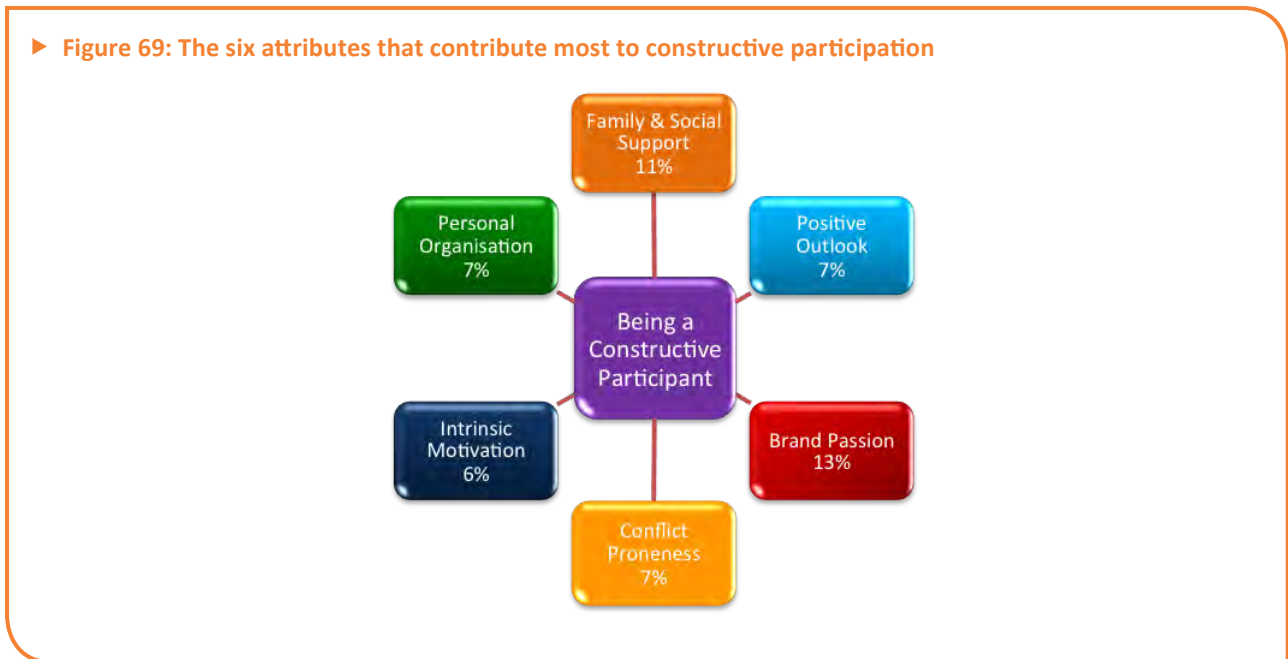 ▶ Figure 69: The six attributes that contribute most to constructive participation
Family & Social
Support
11%
Personal
Organisation
7%
Positive
Outlook
7%
Being a
Constructive
Participant
Intrinsic
Motivation
6%
Brand Passion
13%
Conflict
Proneness
7%